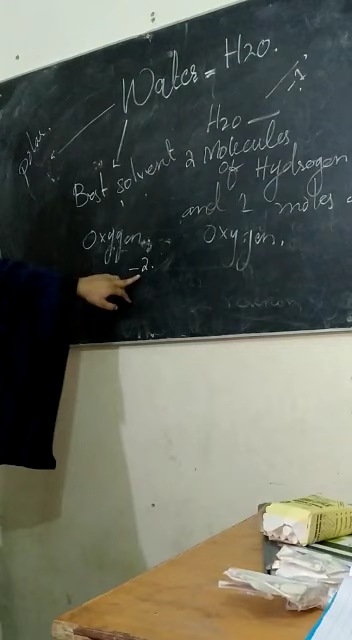 Water = H2O.
polar.
H2O
Best solvent 2 Molecules
of Hydrogen
and 1 moles
Oxygen Oxygen,
-2.